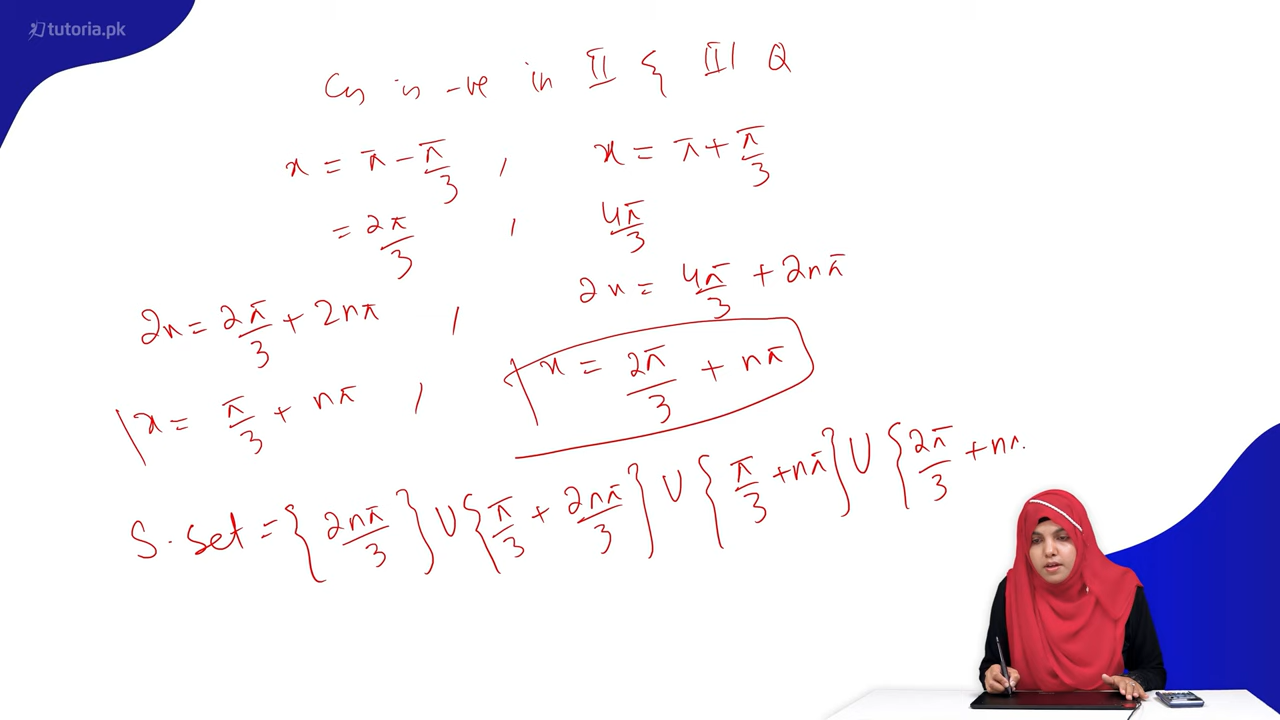 tutoria.pk
Cos is -ve in II & III Q
x = π - π/3 , x = π + π/3
= 2π/3 , 4π/3
2x = 2π/3 + 2nπ , 2x = 4π/3 + 2nπ
x = π/3 + nπ , x = 2π/3 + nπ
S. Set = {2nπ/3} ∪ {π/3 + 2nπ/3} ∪ {π/3 + nπ} ∪ {2π/3 + nπ